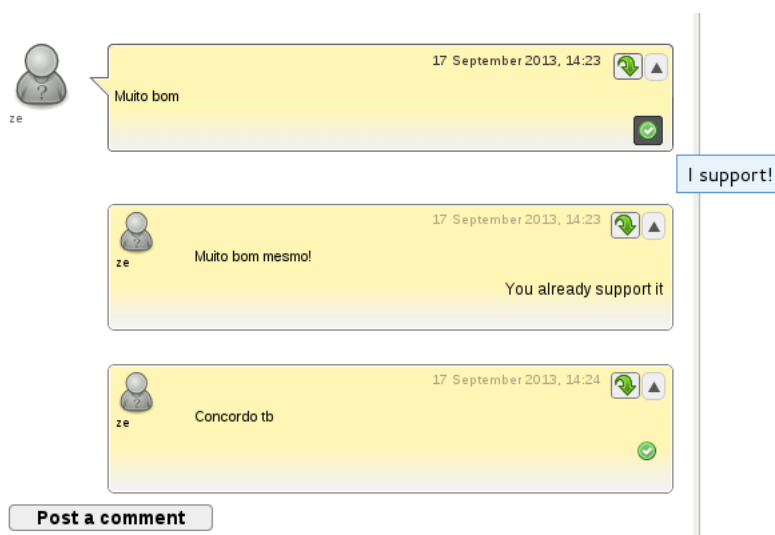 17 September 2013, 14:23
Muito bom
ze
I support!
17 September 2013, 14:23
ze
Muito bom mesmo!
You already support it
17 September 2013, 14:24
ze
Concordo tb
Post a comment